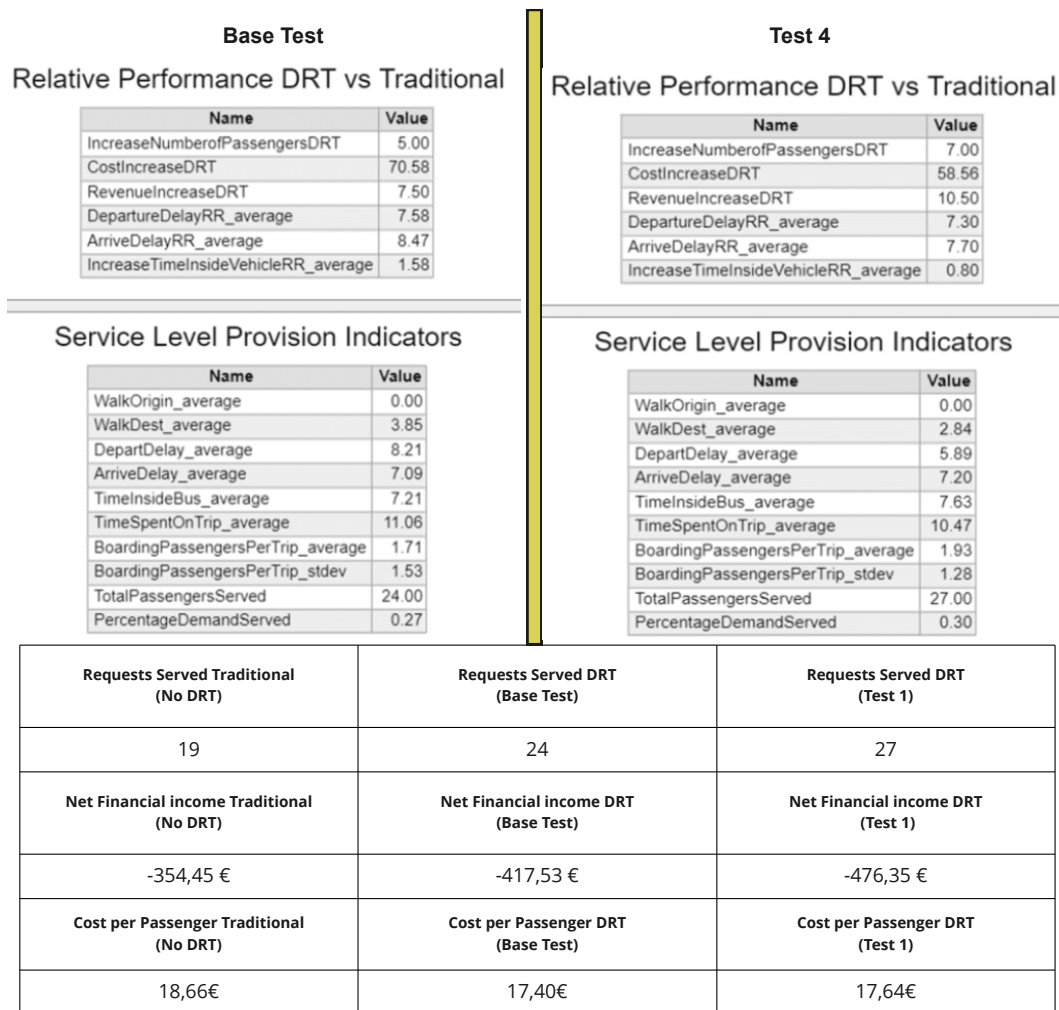 Base Test
Relative Performance DRT vs Traditional
Name Value
IncreaseNumberofPassengersDRT 5.00
CostIncreaseDRT 70.58
RevenueIncreaseDRT 7.50
DepartureDelayRR_average 7.58
ArriveDelayRR_average 8.47
IncreaseTimeInsideVehicleRR_average 1.58
Service Level Provision Indicators
Name Value
WalkOrigin_average 0.00
WalkDest_average 3.85
DepartDelay_average 8.21
ArriveDelay_average 7.09
TimeInsideBus_average 7.21
TimeSpentOnTrip_average 11.06
BoardingPassengersPerTrip_average 1.71
BoardingPassengersPerTrip_stdev 1.53
TotalPassengersServed 24.00
PercentageDemandServed 0.27
Test 4
Relative Performance DRT vs Traditional
Name Value
IncreaseNumberofPassengersDRT 7.00
CostIncreaseDRT 58.56
RevenueIncreaseDRT 10.50
DepartureDelayRR_average 7.30
ArriveDelayRR_average 7.70
IncreaseTimeInsideVehicleRR_average 0.80
Service Level Provision Indicators
Name Value
WalkOrigin_average 0.00
WalkDest_average 2.84
DepartDelay_average 5.89
ArriveDelay_average 7.20
TimeInsideBus_average 7.63
TimeSpentOnTrip_average 10.47
BoardingPassengersPerTrip_average 1.93
BoardingPassengersPerTrip_stdev 1.28
TotalPassengersServed 27.00
PercentageDemandServed 0.30
Requests Served Traditional
(No DRT)
Requests Served DRT
(Base Test)
Requests Served DRT
(Test 1)
19 24 27
Net Financial income Traditional
(No DRT)
Net Financial income DRT
(Base Test)
Net Financial income DRT
(Test 1)
-354,45 € -417,53 € -476,35 €
Cost per Passenger Traditional
(No DRT)
Cost per Passenger DRT
(Base Test)
Cost per Passenger DRT
(Test 1)
18,66€ 17,40€ 17,64€